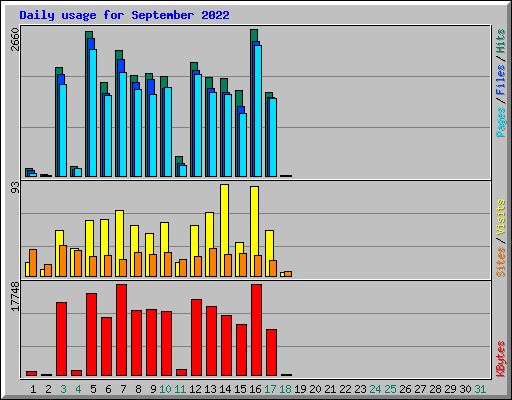 Daily usage for September 2022
2660
Pages / Files / Hits
93
Sites / Visits
17748
KBytes
1 2 3 4 5 6 7 8 9 10 11 12 13 14 15 16 17 18 19 20 21 22 23 24 25 26 27 28 29 30 31